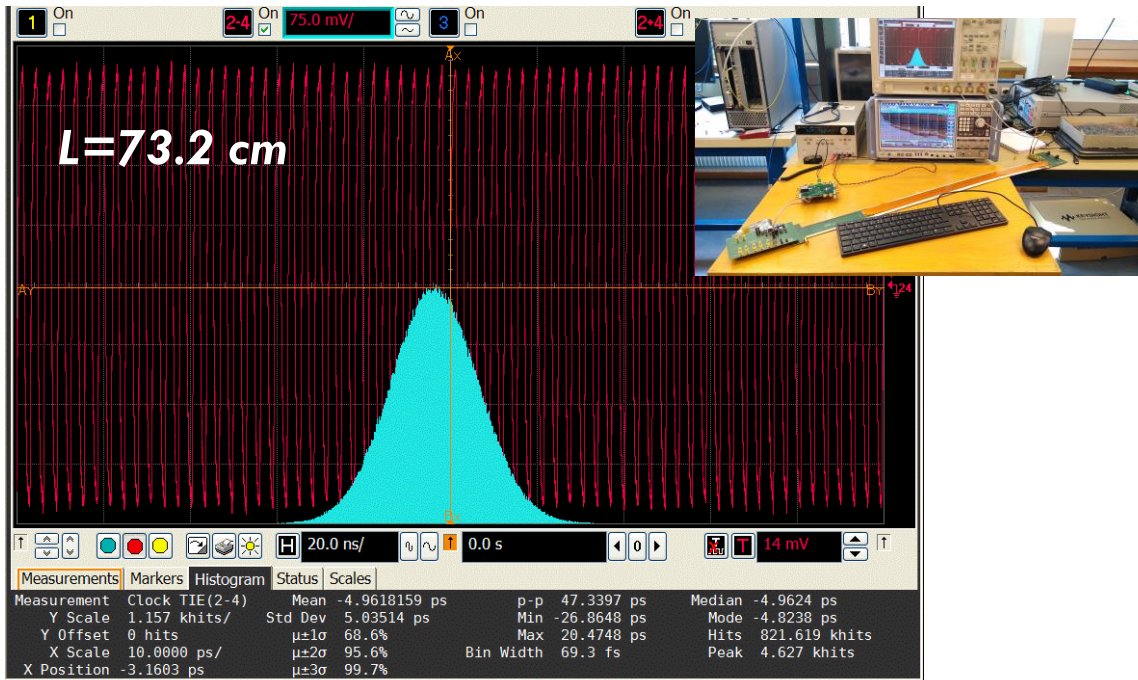 1 On 2-4 On 75.0 mV/ 3 On 2+4 On
Ax
L=73.2 cm
KEYSIGHT
AY By 24
Bx
H 20.0 ns/ 0.0 s 0 T 14 mV
Measurements Markers Histogram Status Scales
Measurement Clock TIE(2-4) Mean -4.9618159 ps p-p 47.3397 ps Median -4.9624 ps
Y Scale 1.157 khits/ Std Dev 5.03514 ps Min -26.8648 ps Mode -4.8238 ps
Y Offset 0 hits μ±1σ 68.6% Max 20.4748 ps Hits 821.619 khits
X Scale 10.0000 ps/ μ±2σ 95.6% Bin Width 69.3 fs Peak 4.627 khits
X Position -3.1603 ps μ±3σ 99.7%